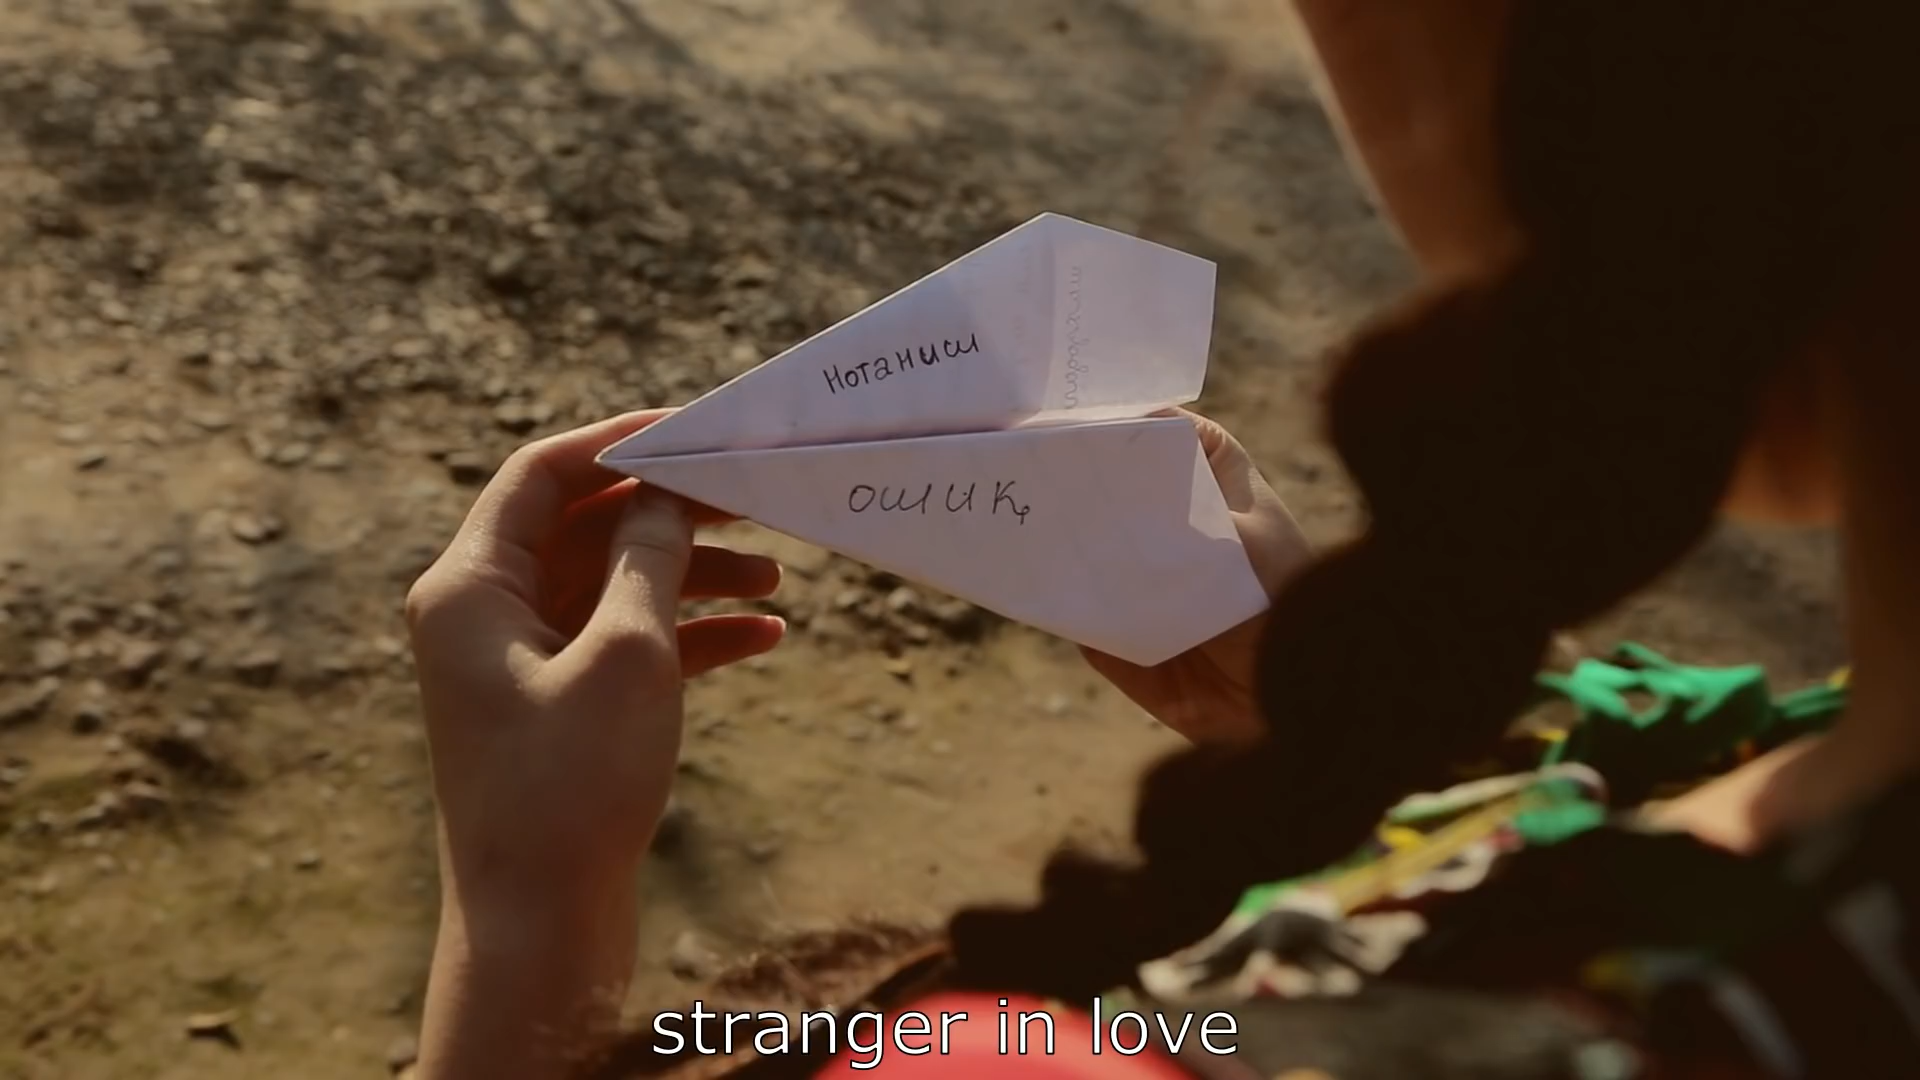 нотаниш
ошиқ
stranger in love